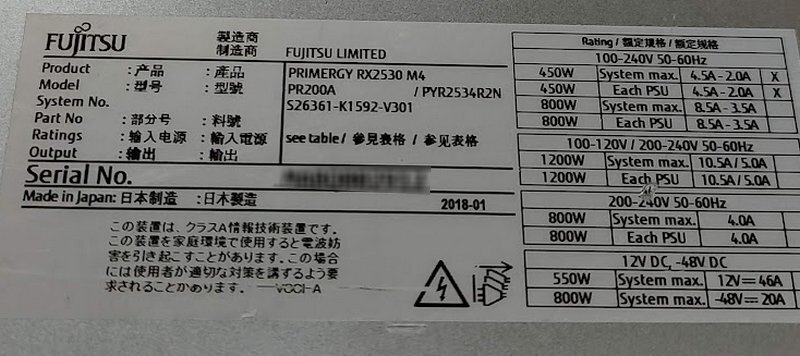 FUJITSU
製造商
制造商 FUJITSU LIMITED
Product : 产品 : 產品 PRIMERGY RX2530 M4
Model : 型号 : 型號 PR200A / PYR2534R2N
System No. S26361-K1592-V301
Part No : 部分号 : 料號
Ratings : 输入电源 : 輸入電源 see table / 參見表格 / 参见表格
Output : 输出 : 輸出
Serial No.
Made in Japan: 日本制造 : 日本製造 2018-01
この装置は、クラスA情報技術装置です。
この装置を家庭環境で使用すると電波妨
害を引き起こすことがあります。この場合
には使用者が適切な対策を講ずるよう要
求されることがあります。 VCCI-A
Rating / 額定規格 / 额定规格
100-240V 50-60Hz
450W System max. 4.5A - 2.0A X
450W Each PSU 4.5A - 2.0A X
800W System max. 8.5A - 3.5A
800W Each PSU 8.5A - 3.5A
100-120V / 200-240V 50-60Hz
1200W System max. 10.5A / 5.0A
1200W Each PSU 10.5A / 5.0A
200-240V 50-60Hz
800W System max. 4.0A
800W Each PSU 4.0A
12V DC, -48V DC
550W System max. 12V⎓46A
800W System max. -48V⎓20A